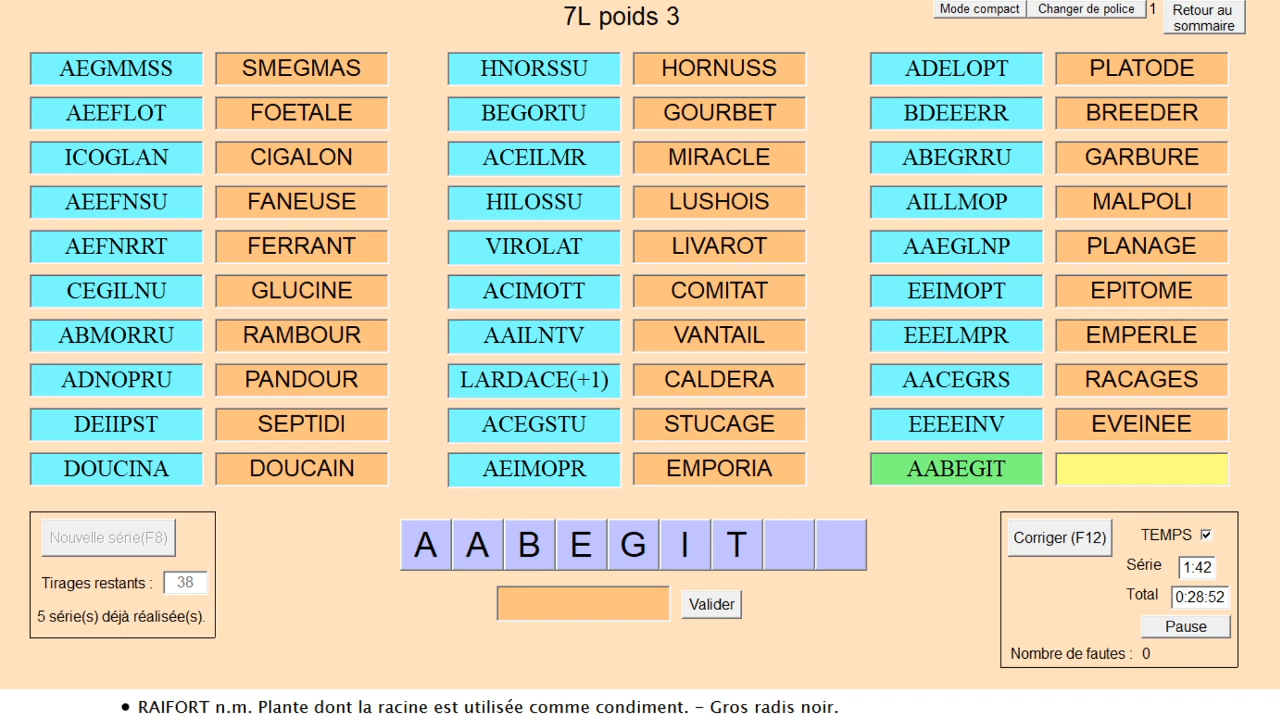 7L poids 3
Mode compact
Changer de police
1
Retour au
sommaire
AEGMMSS SMEGMAS HNORSSU HORNUSS ADELOPT PLATODE
AEEFLOT FOETALE BEGORTU GOURBET BDEEERR BREEDER
ICOGLAN CIGALON ACEILMR MIRACLE ABEGRRU GARBURE
AEEFNSU FANEUSE HILOSSU LUSHOIS AILLMOP MALPOLI
AEFNRRT FERRANT VIROLAT LIVAROT AAEGLNP PLANAGE
CEGILNU GLUCINE ACIMOTT COMITAT EEIMOPT EPITOME
ABMORRU RAMBOUR AAILNTV VANTAIL EEELMPR EMPERLE
ADNOPRU PANDOUR LARDACE(+1) CALDERA AACEGRS RACAGES
DEIIPST SEPTIDI ACEGSTU STUCAGE EEEEINV EVEINEE
DOUCINA DOUCAIN AEIMOPR EMPORIA AABEGIT
Nouvelle série(F8)
Tirages restants : 38
5 série(s) déjà réalisée(s).
A A B E G I T
Valider
Corriger (F12)
TEMPS
Série 1:42
Total 0:28:52
Pause
Nombre de fautes : 0
• RAIFORT n.m. Plante dont la racine est utilisée comme condiment. – Gros radis noir.